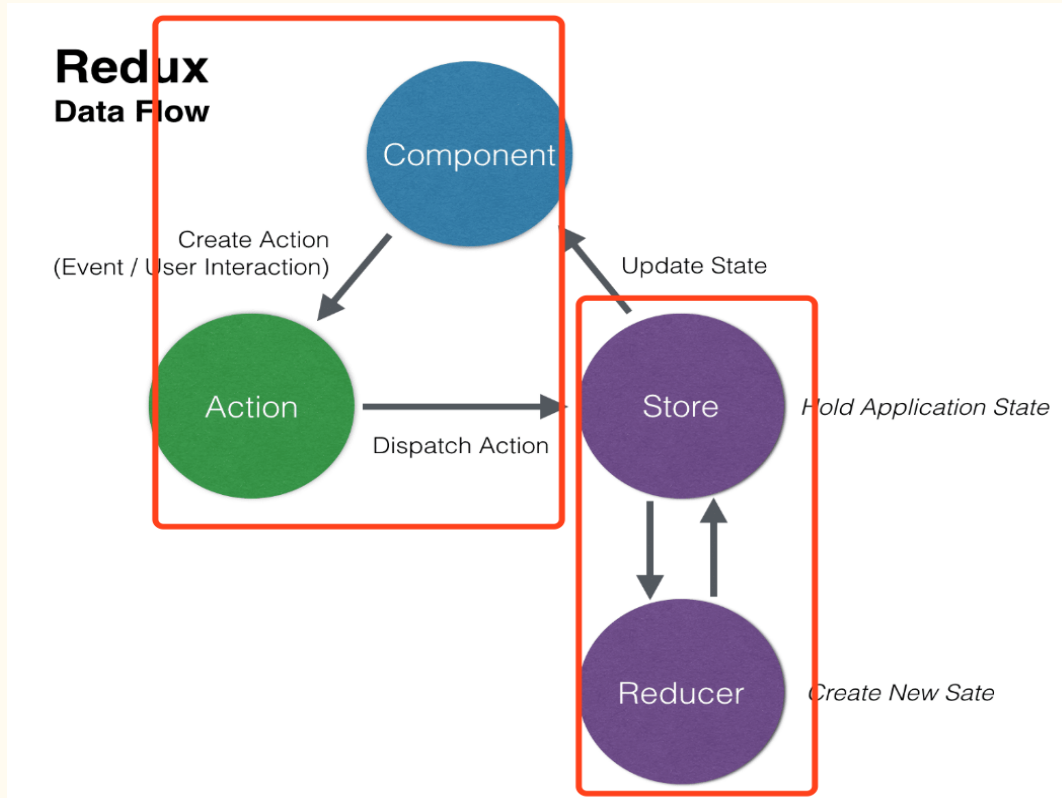 Redux
Data Flow
Component
Create Action
(Event / User Interaction)
Update State
Action
Dispatch Action
Store
Hold Application State
Reducer
Create New Sate